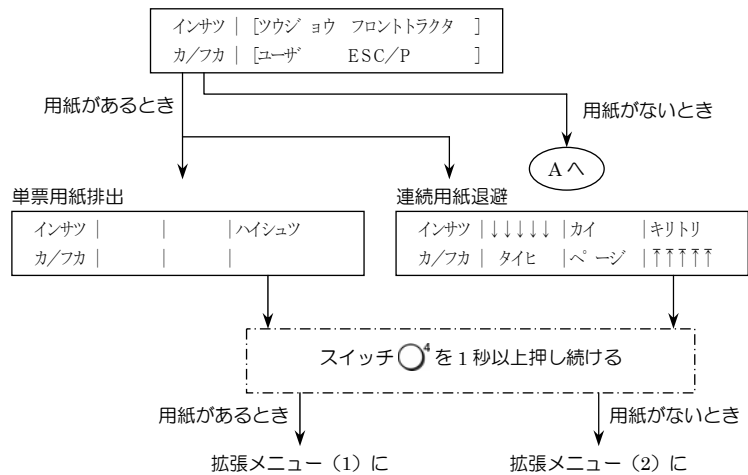 インサツ | [ツウジョウ フロントトラクタ ]
カ/フカ | [ユーザ ESC/P ]
用紙があるとき
用紙がないとき
Aへ
単票用紙排出
インサツ | | |ハイシュツ
カ/フカ | | |
連続用紙退避
インサツ |↓↓↓↓↓ |カイ |キリトリ
カ/フカ | タイヒ |ページ |⤒⤒⤒⤒⤒
スイッチ◯4を1秒以上押し続ける
用紙があるとき
用紙がないとき
拡張メニュー(1)に
拡張メニュー(2)に